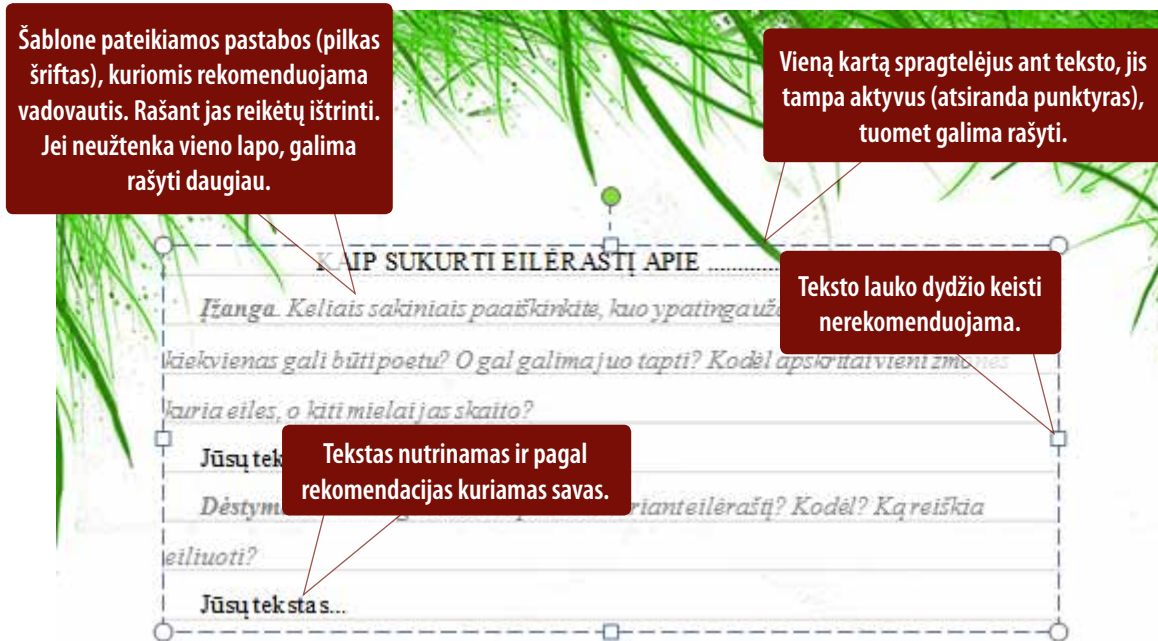 Šablone pateikiamos pastabos (pilkas
šriftas), kuriomis rekomenduojama
vadovautis. Rašant jas reikėtų ištrinti.
Jei neužtenka vieno lapo, galima
rašyti daugiau.
Vieną kartą spragtelėjus ant teksto, jis
tampa aktyvus (atsiranda punktyras),
tuomet galima rašyti.
KAIP SUKURTI EILĖRAŠTĮ APIE ..............
Teksto lauko dydžio keisti
nerekomenduojama.
Įžanga. Keliais sakiniais paaiškinkite, kuo ypatinga
kiekvienas gali būti poetu? O gal galima juo tapti? Kodėl apskritai vieni žmonės
kuria eiles, o kiti mielai jas skaito?
Jūsų
Tekstas nutrinamas ir pagal
rekomendacijas kuriamas savas.
eilėraštį? Kodėl? Ką reiškia
eiliuoti?
Jūsų tekstas...